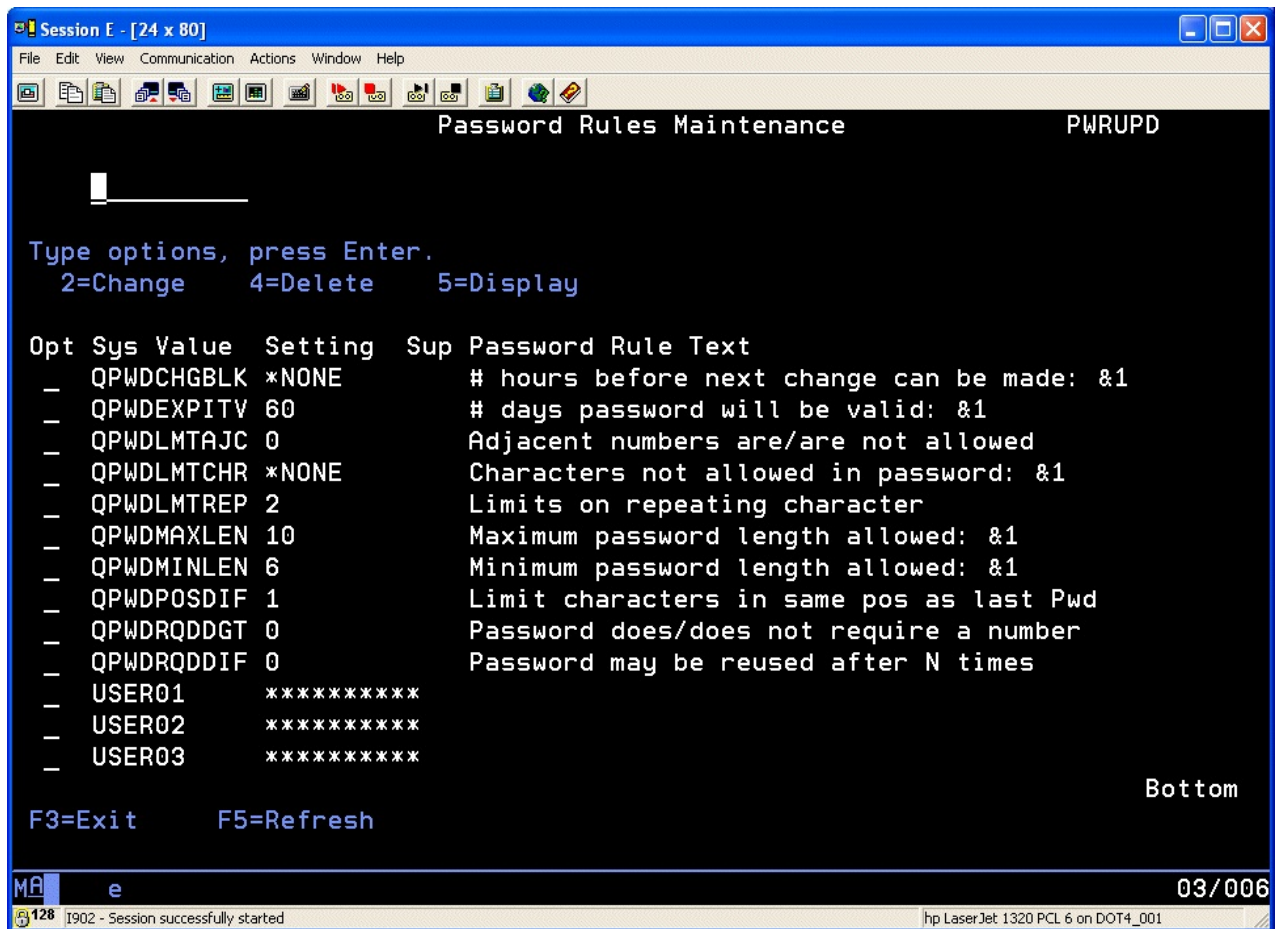 Session E - [24 x 80]
File Edit View Communication Actions Window Help
Password Rules Maintenance PWRUPD
Type options, press Enter.
2=Change 4=Delete 5=Display
Opt Sys Value Setting Sup Password Rule Text
_ QPWDCHGBLK *NONE # hours before next change can be made: &1
_ QPWDEXPITV 60 # days password will be valid: &1
_ QPWDLMTAJC 0 Adjacent numbers are/are not allowed
_ QPWDLMTCHR *NONE Characters not allowed in password: &1
_ QPWDLMTREP 2 Limits on repeating character
_ QPWDMAXLEN 10 Maximum password length allowed: &1
_ QPWDMINLEN 6 Minimum password length allowed: &1
_ QPWDPOSDIF 1 Limit characters in same pos as last Pwd
_ QPWDRQDDGT 0 Password does/does not require a number
_ QPWDRQDDIF 0 Password may be reused after N times
_ USER01 **********
_ USER02 **********
_ USER03 **********
Bottom
F3=Exit F5=Refresh
MA e 03/006
128 I902 - Session successfully started hp LaserJet 1320 PCL 6 on DOT4_001